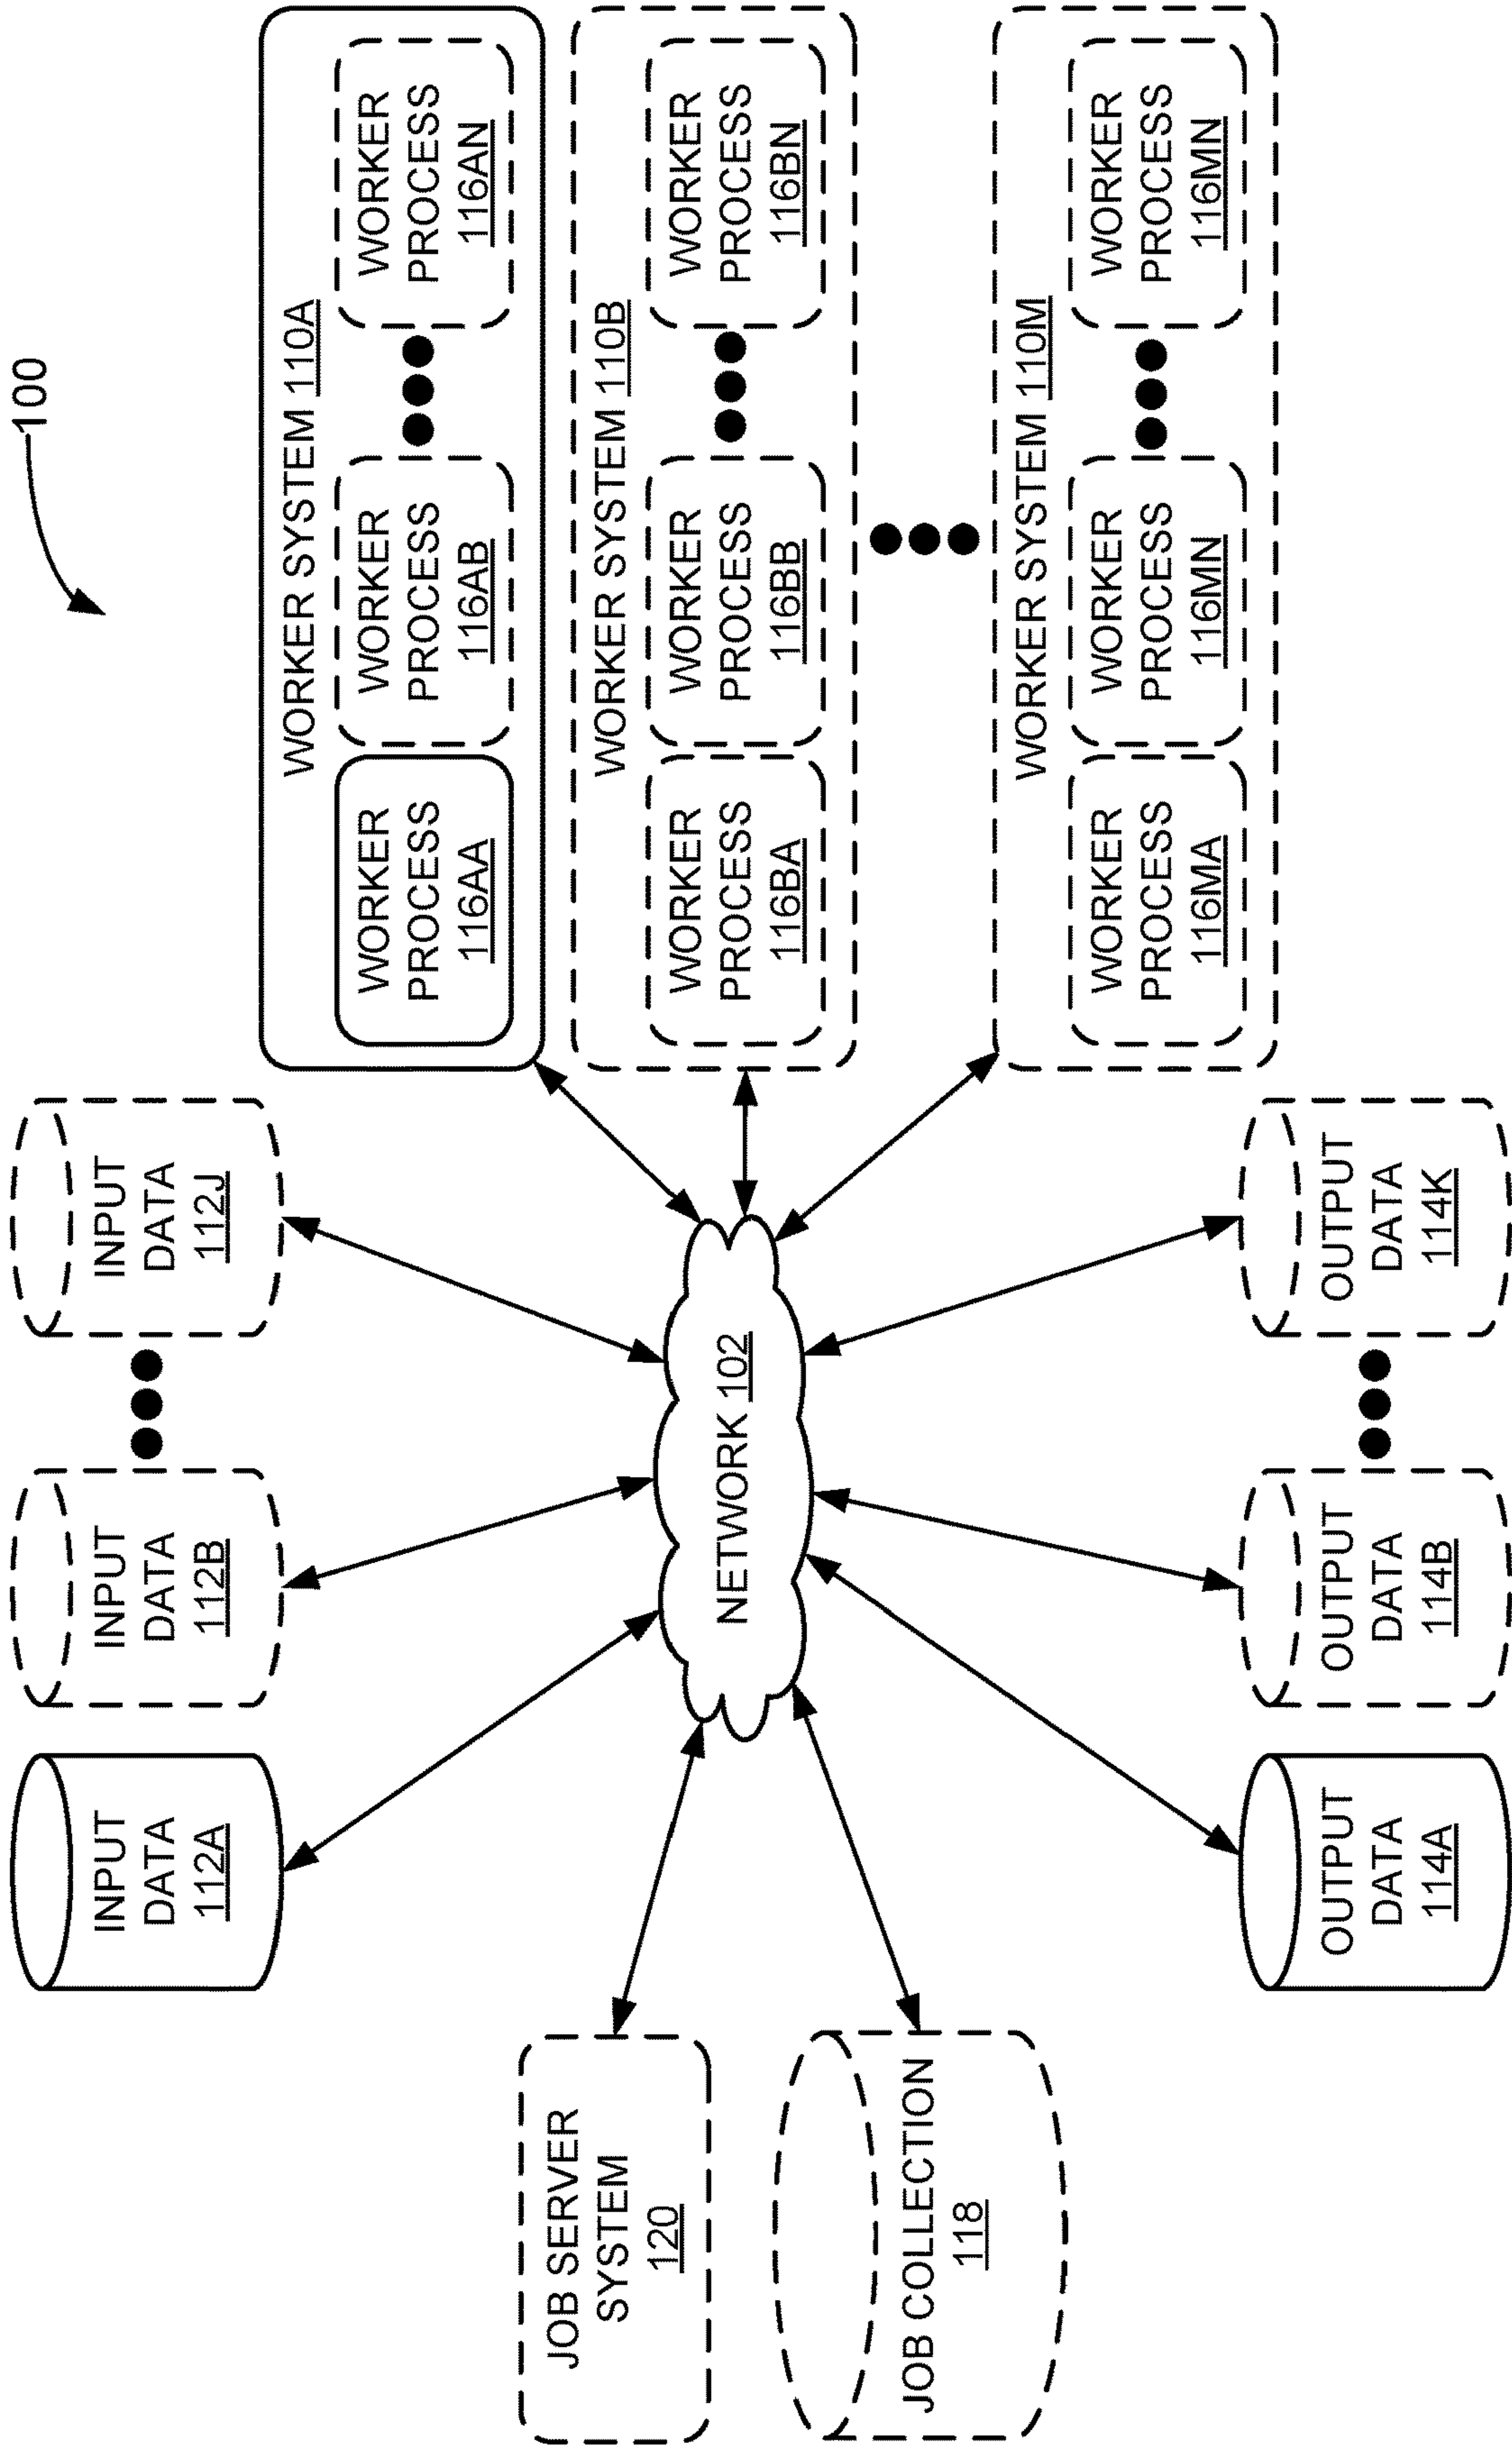 100
INPUT
DATA
112A
INPUT
DATA
112B
INPUT
DATA
112J
WORKER SYSTEM 110A
WORKER
PROCESS
116AA
WORKER
PROCESS
116AB
WORKER
PROCESS
116AN
JOB SERVER
SYSTEM
120
NETWORK 102
WORKER SYSTEM 110B
WORKER
PROCESS
116BA
WORKER
PROCESS
116BB
WORKER
PROCESS
116BN
JOB COLLECTION
118
WORKER SYSTEM 110M
WORKER
PROCESS
116MA
WORKER
PROCESS
116MN
WORKER
PROCESS
116MN
OUTPUT
DATA
114A
OUTPUT
DATA
114B
OUTPUT
DATA
114K